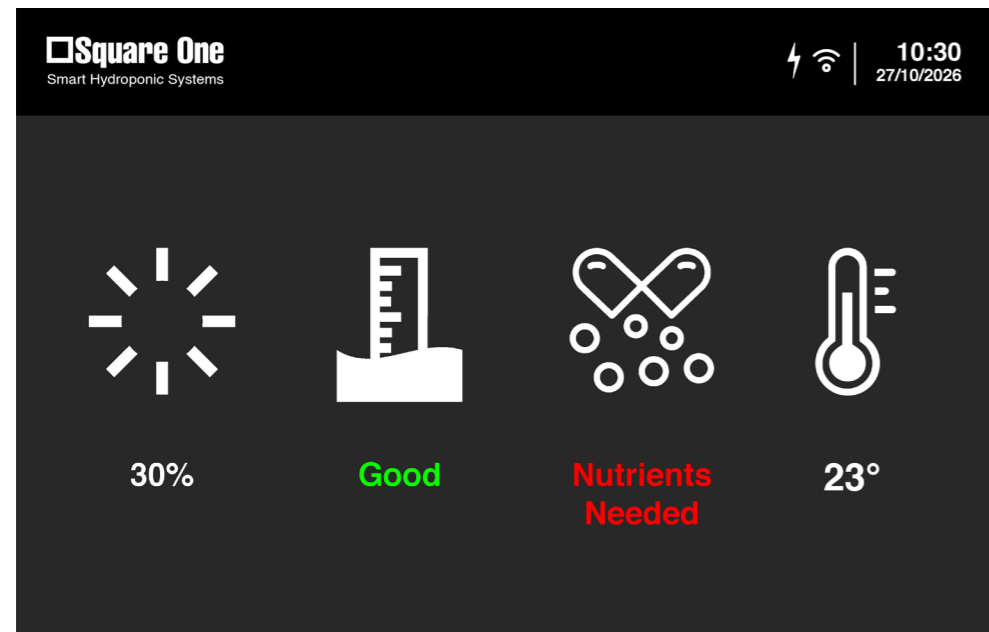 Square One
Smart Hydroponic Systems
10:30
27/10/2026
30%
Good
Nutrients
Needed
23°